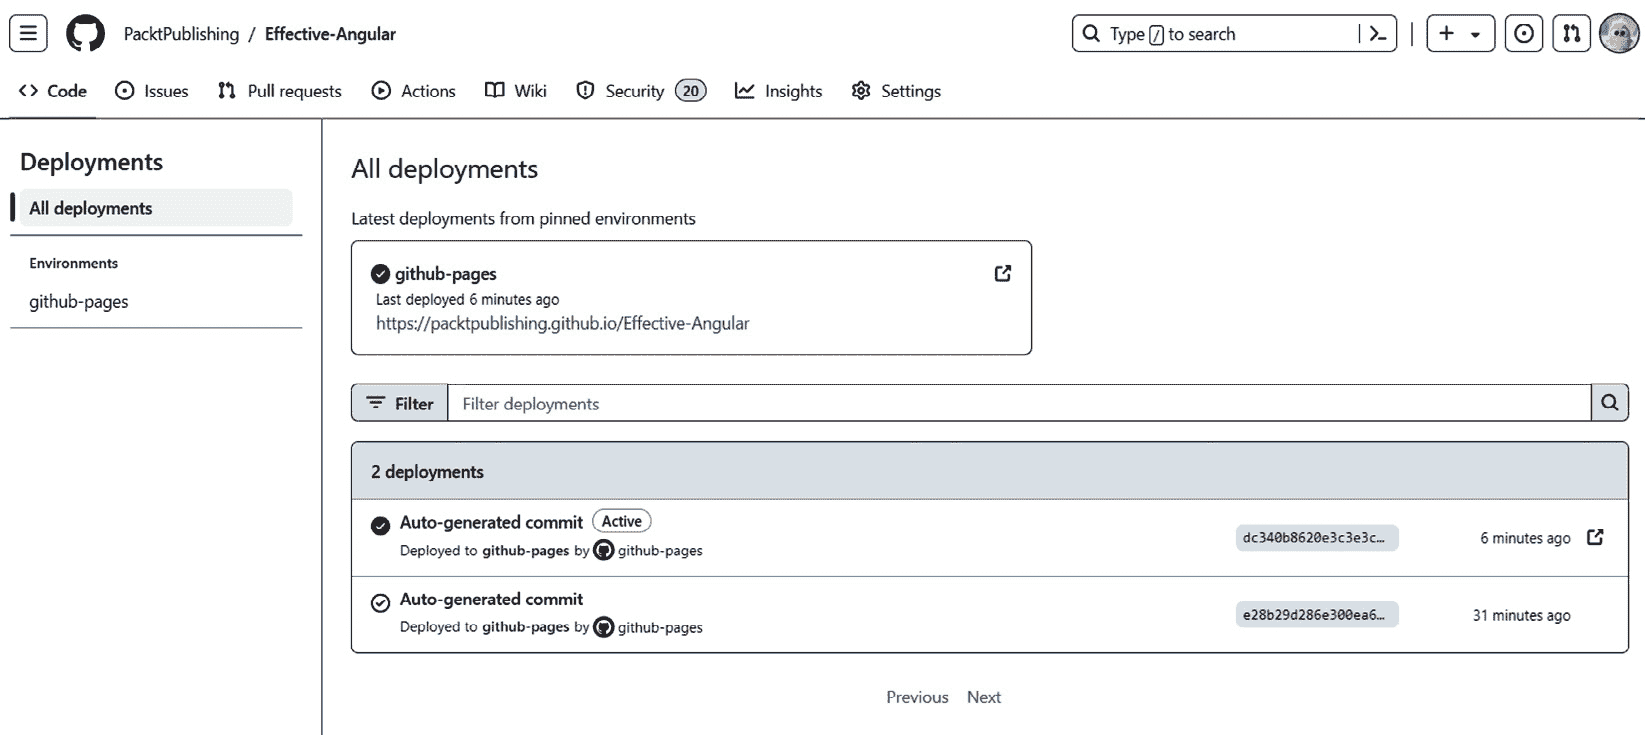 PacktPublishing / Effective-Angular
Type / to search
Code Issues Pull requests Actions Wiki Security 20 Insights Settings
Deployments
All deployments
Environments
github-pages
All deployments
Latest deployments from pinned environments
github-pages
Last deployed 6 minutes ago
https://packtpublishing.github.io/Effective-Angular
Filter Filter deployments
2 deployments
Auto-generated commit Active
Deployed to github-pages by github-pages
dc340b8620e3c3e3c… 6 minutes ago
Auto-generated commit
Deployed to github-pages by github-pages
e28b29d286e300ea6… 31 minutes ago
Previous Next